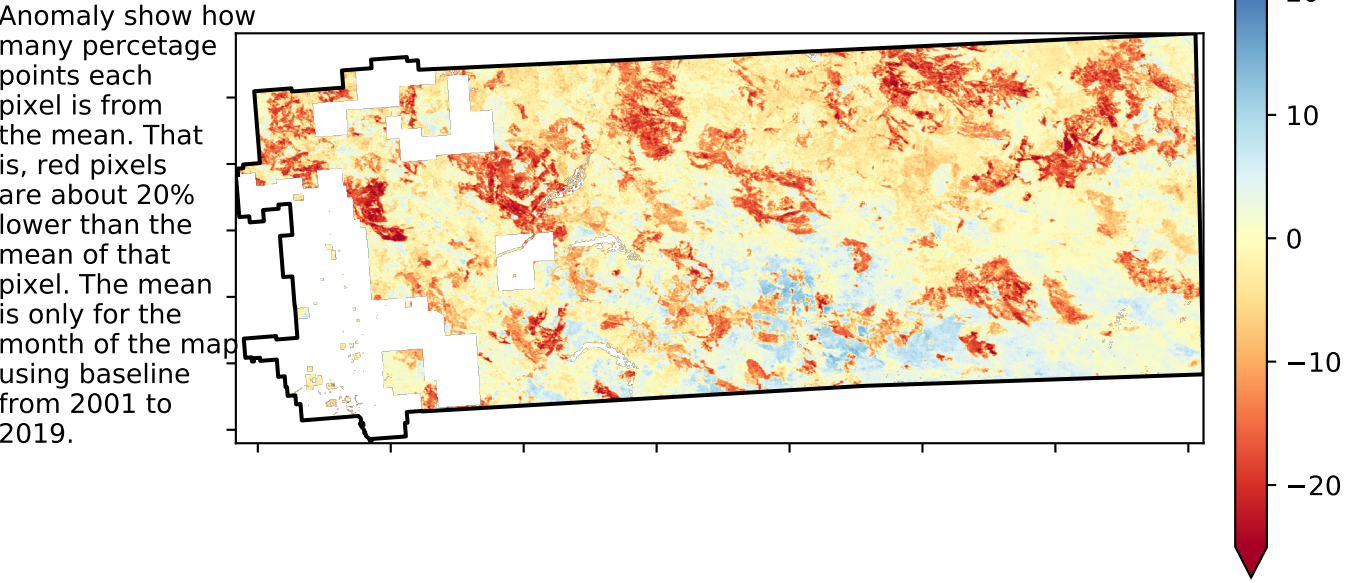 Anomaly show how
many percetage
points each
pixel is from
the mean. That
is, red pixels
are about 20%
lower than the
mean of that
pixel. The mean
is only for the
month of the map
using baseline
from 2001 to
2019.
10
0
−10
−20